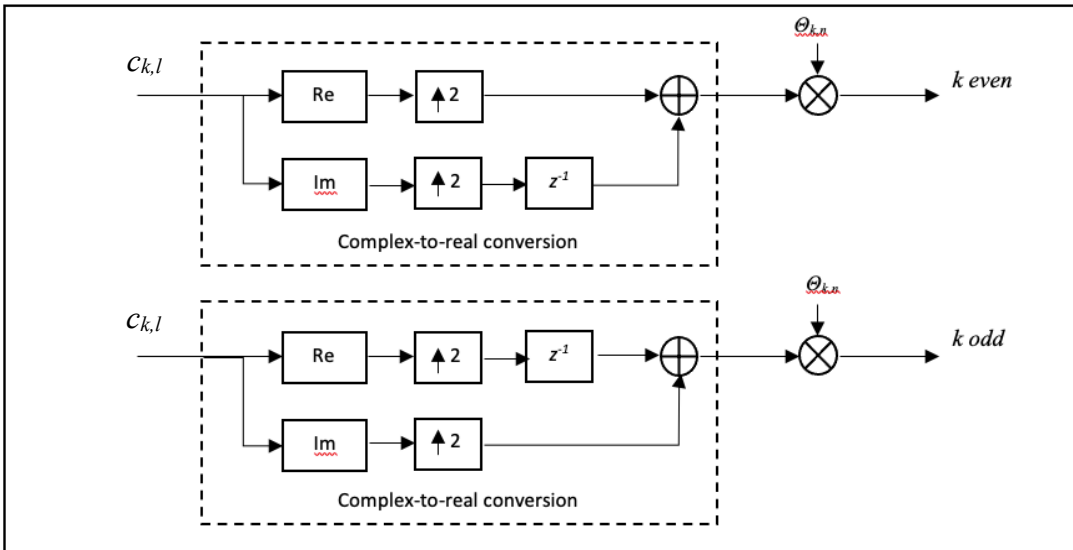 Θk,n
ck,l
Re
↑2
k even
Im
↑2
z-1
Complex-to-real conversion
Θk,n
ck,l
Re
↑2
z-1
k odd
Im
↑2
Complex-to-real conversion